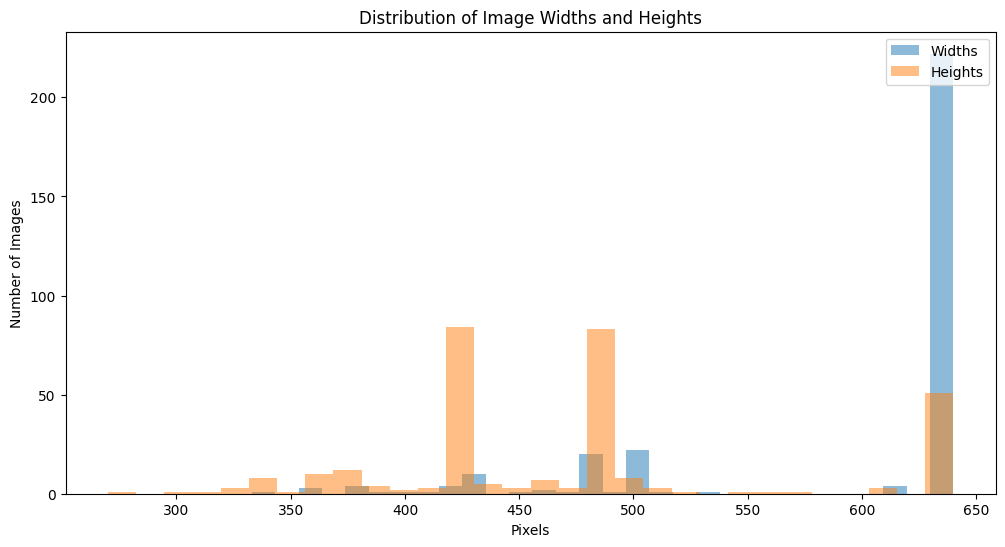 Distribution of Image Widths and Heights
Widths
Heights
Number of Images
200
150
100
50
0
300 350 400 450 500 550 600 650
Pixels